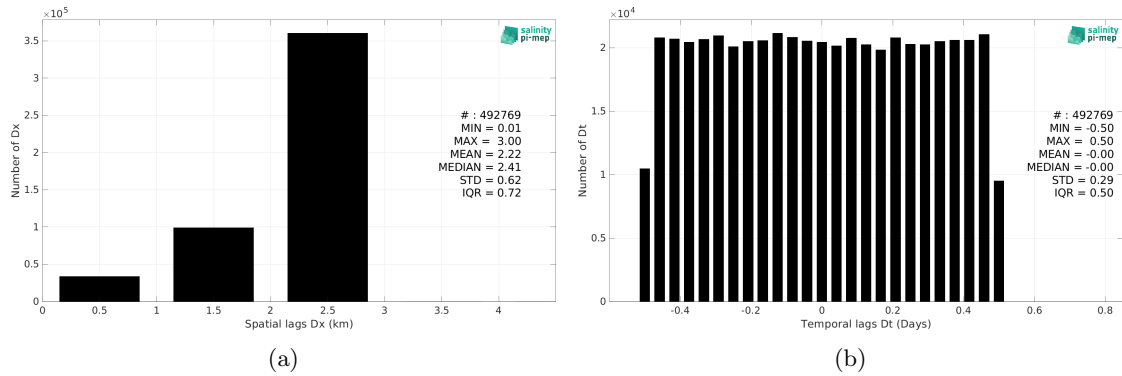 ×10⁵
3.5
3
2.5
2
1.5
1
0.5
0
0
0.5
1
1.5
2
2.5
3
3.5
4
Number of Dx
Spatial lags Dx (km)
salinity
pi-mep
# : 492769
MIN = 0.01
MAX = 3.00
MEAN = 2.22
MEDIAN = 2.41
STD = 0.62
IQR = 0.72
(a)
×10⁴
2
1.5
1
0.5
0
-0.4
-0.2
0
0.2
0.4
0.6
0.8
Number of Dt
Temporal lags Dt (Days)
salinity
pi-mep
# : 492769
MIN = -0.50
MAX = 0.50
MEAN = -0.00
MEDIAN = -0.00
STD = 0.29
IQR = 0.50
(b)